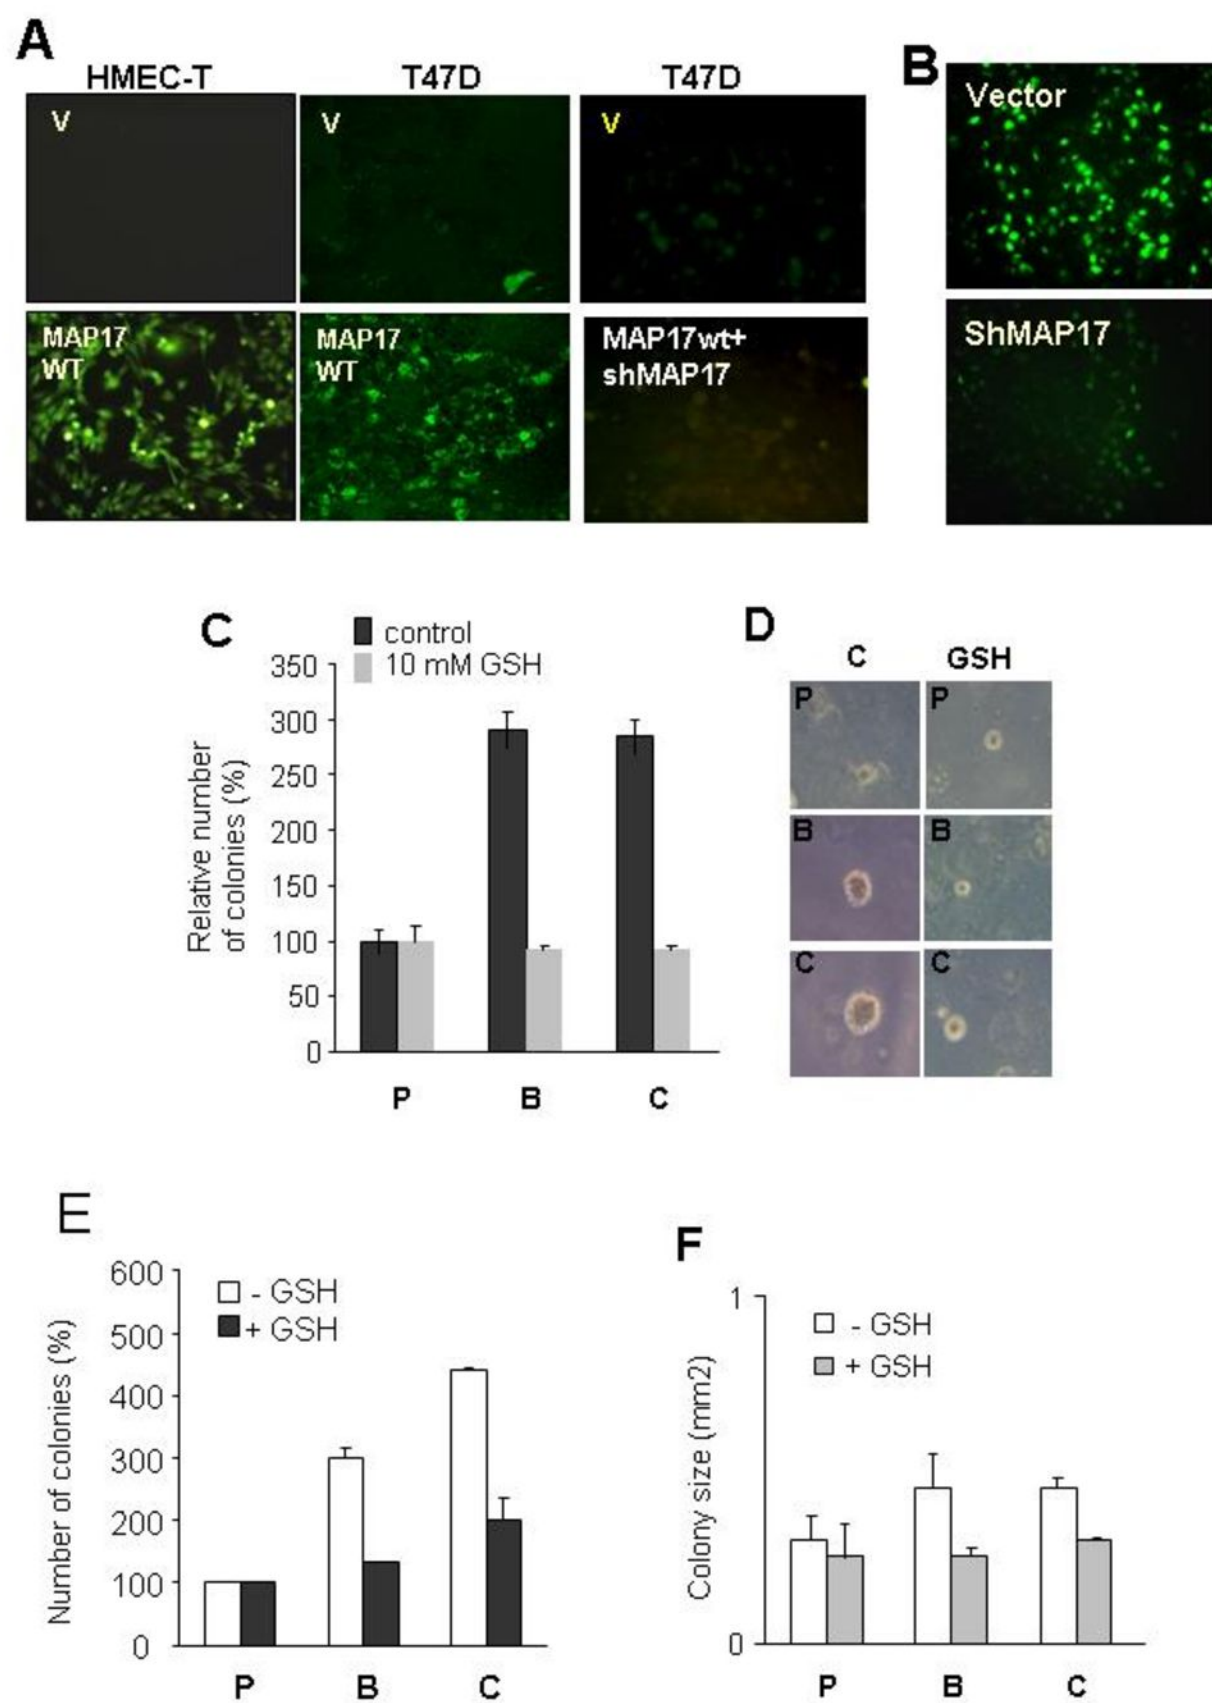 A
HMEC-T
T47D
T47D
B
V
V
V
Vector
MAP17
WT
MAP17
WT
MAP17wt+
shMAP17
ShMAP17
C
control
10 mM GSH
Relative number
of colonies (%)
350
300
250
200
150
100
50
0
P
B
C
D
C
GSH
P
P
B
B
C
C
E
- GSH
+ GSH
Number of colonies (%)
600
500
400
300
200
100
0
P
B
C
F
- GSH
+ GSH
Colony size (mm2)
1
0
P
B
C